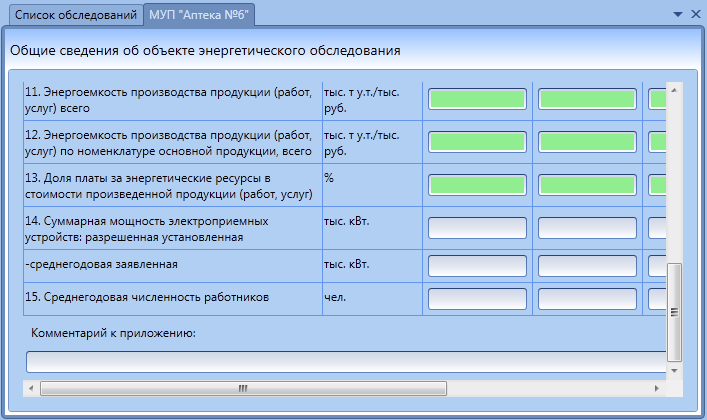 Список обследований МУП "Аптека №6"
Общие сведения об объекте энергетического обследования
11. Энергоемкость производства продукции (работ, тыс. т у.т./тыс.
услуг) всего руб.
12. Энергоемкость производства продукции (работ, тыс. т у.т./тыс.
услуг) по номенклатуре основной продукции, всего руб.
13. Доля платы за энергетические ресурсы в %
стоимости произведенной продукции (работ, услуг)
14. Суммарная мощность электроприемных тыс. кВт.
устройств: разрешенная установленная
-среднегодовая заявленная тыс. кВт.
15. Среднегодовая численность работников чел.
Комментарий к приложению: